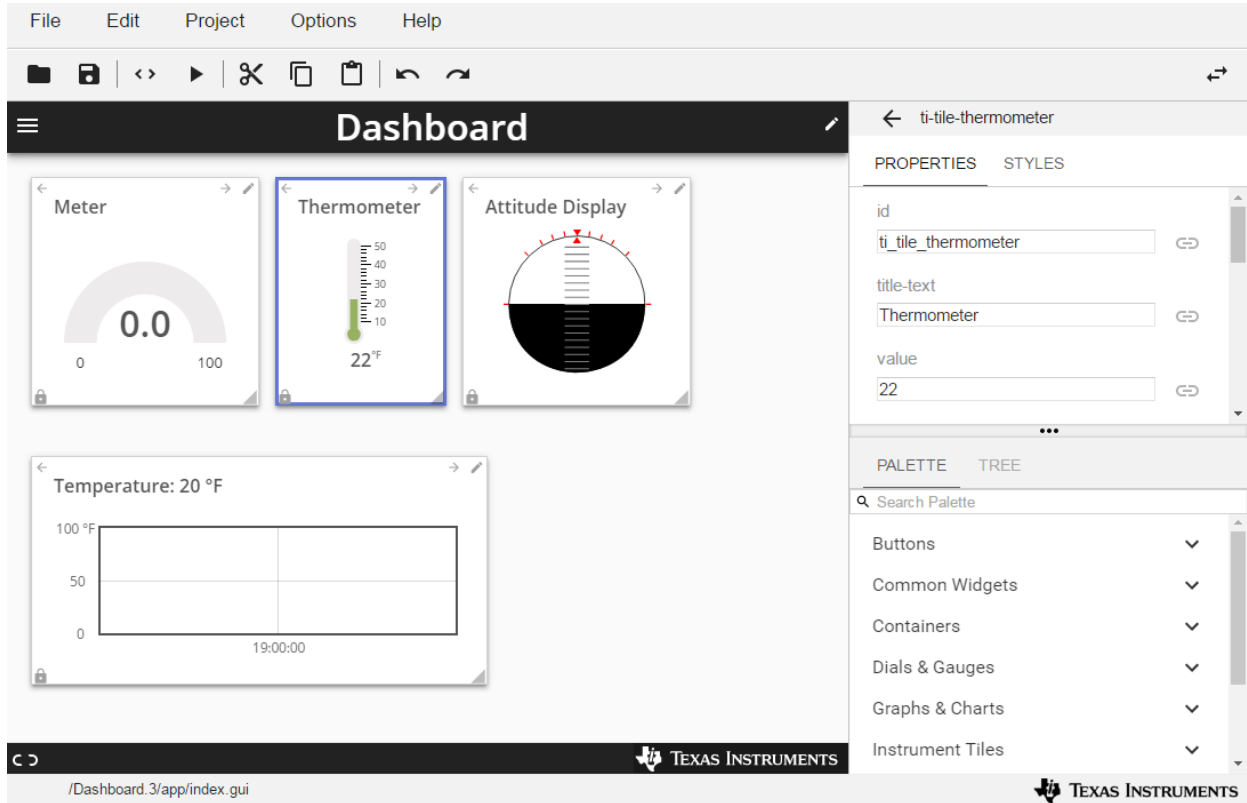 File Edit Project Options Help
Dashboard
ti-tile-thermometer
PROPERTIES STYLES
Meter
0.0
0 100
Thermometer
50
40
30
20
10
22°F
Attitude Display
id
ti_tile_thermometer
title-text
Thermometer
value
22
Temperature: 20 °F
100 °F
50
0
19:00:00
PALETTE TREE
Search Palette
Buttons
Common Widgets
Containers
Dials & Gauges
Graphs & Charts
Instrument Tiles
TEXAS INSTRUMENTS
/Dashboard.3/app/index.gui
TEXAS INSTRUMENTS